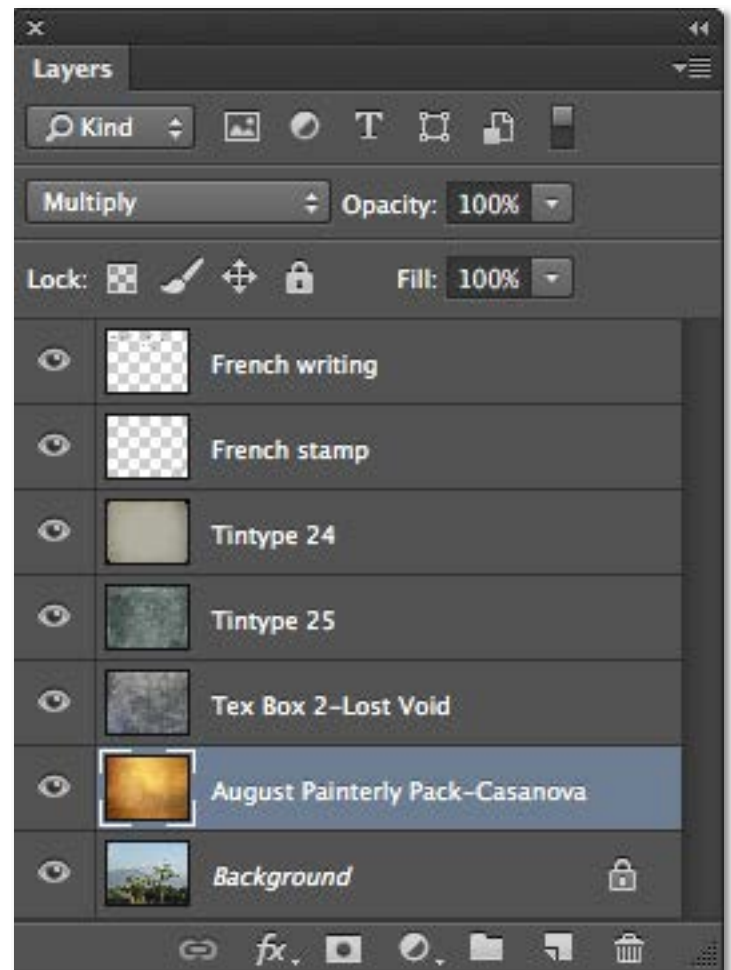 Layers
Kind
Multiply Opacity: 100%
Lock: Fill: 100%
French writing
French stamp
Tintype 24
Tintype 25
Tex Box 2-Lost Void
August Painterly Pack-Casanova
Background
fx